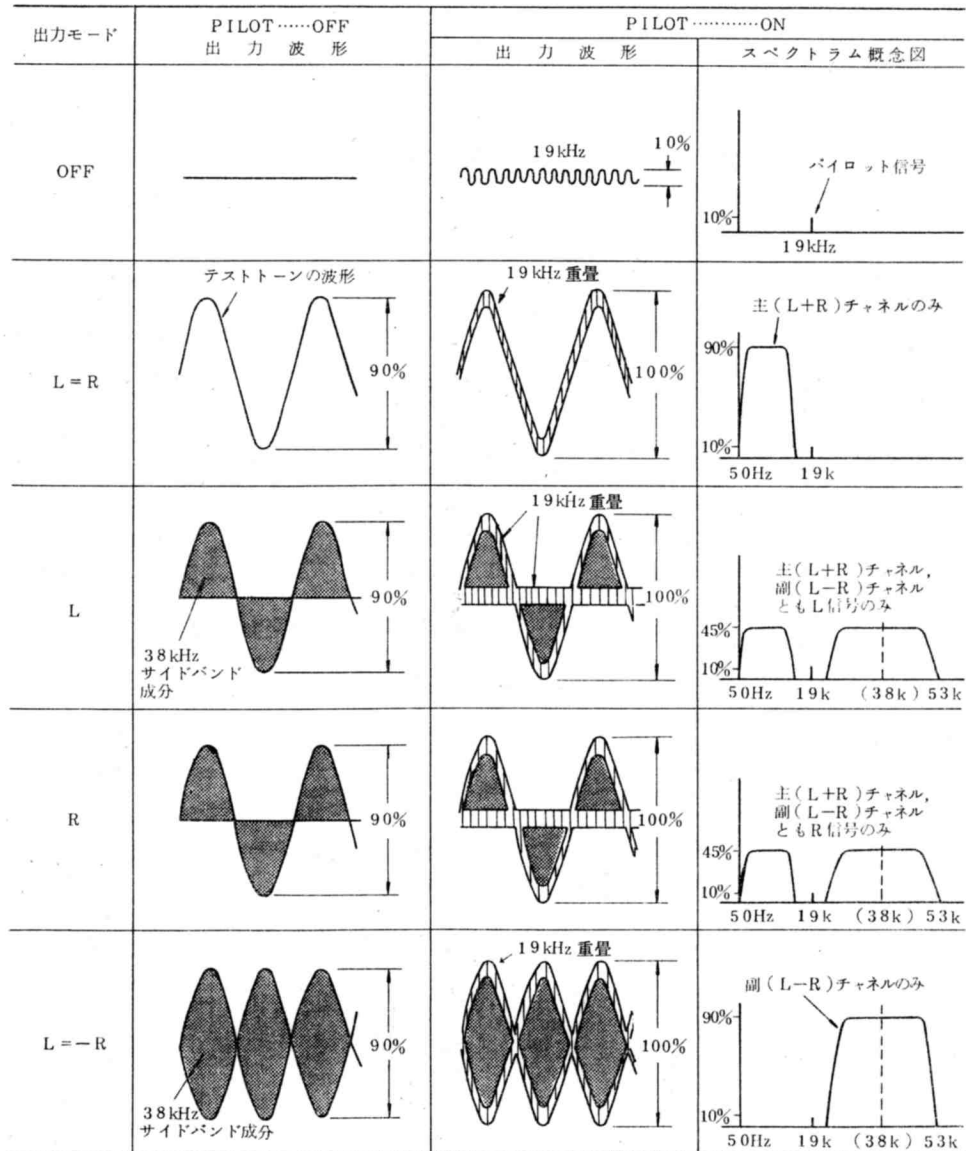 出力モード
PILOT……OFF
出力波形
PILOT…………ON
出力波形
スペクトラム概念図
OFF
19kHz
10%
パイロット信号
10%
19kHz
L=R
テストトーンの波形
90%
19kHz 重畳
100%
主(L+R)チャネルのみ
90%
10%
50Hz 19k
L
90%
38kHz
サイドバンド
成分
19kHz 重畳
100%
主(L+R)チャネル,
副(L−R)チャンネル
ともL信号のみ
45%
10%
50Hz 19k (38k) 53k
R
90%
100%
主(L+R)チャネル,
副(L−R)チャネル
ともR信号のみ
45%
10%
50Hz 19k (38k) 53k
L=−R
90%
38kHz
サイドバンド成分
19kHz 重畳
100%
副(L−R)チャネルのみ
90%
10%
50Hz 19k (38k) 53k